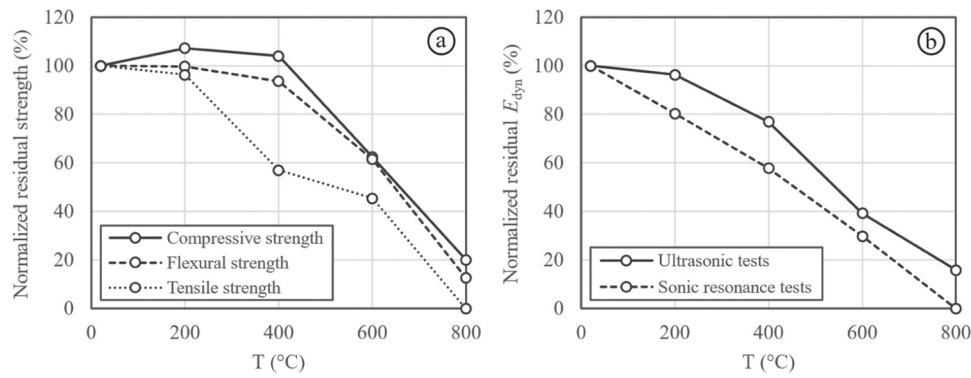 120
100
80
60
40
20
0
Normalized residual strength (%)
a
Compressive strength
Flexural strength
Tensile strength
0 200 400 600 800
T (°C)
120
100
80
60
40
20
0
Normalized residual Edyn (%)
b
Ultrasonic tests
Sonic resonance tests
0 200 400 600 800
T (°C)